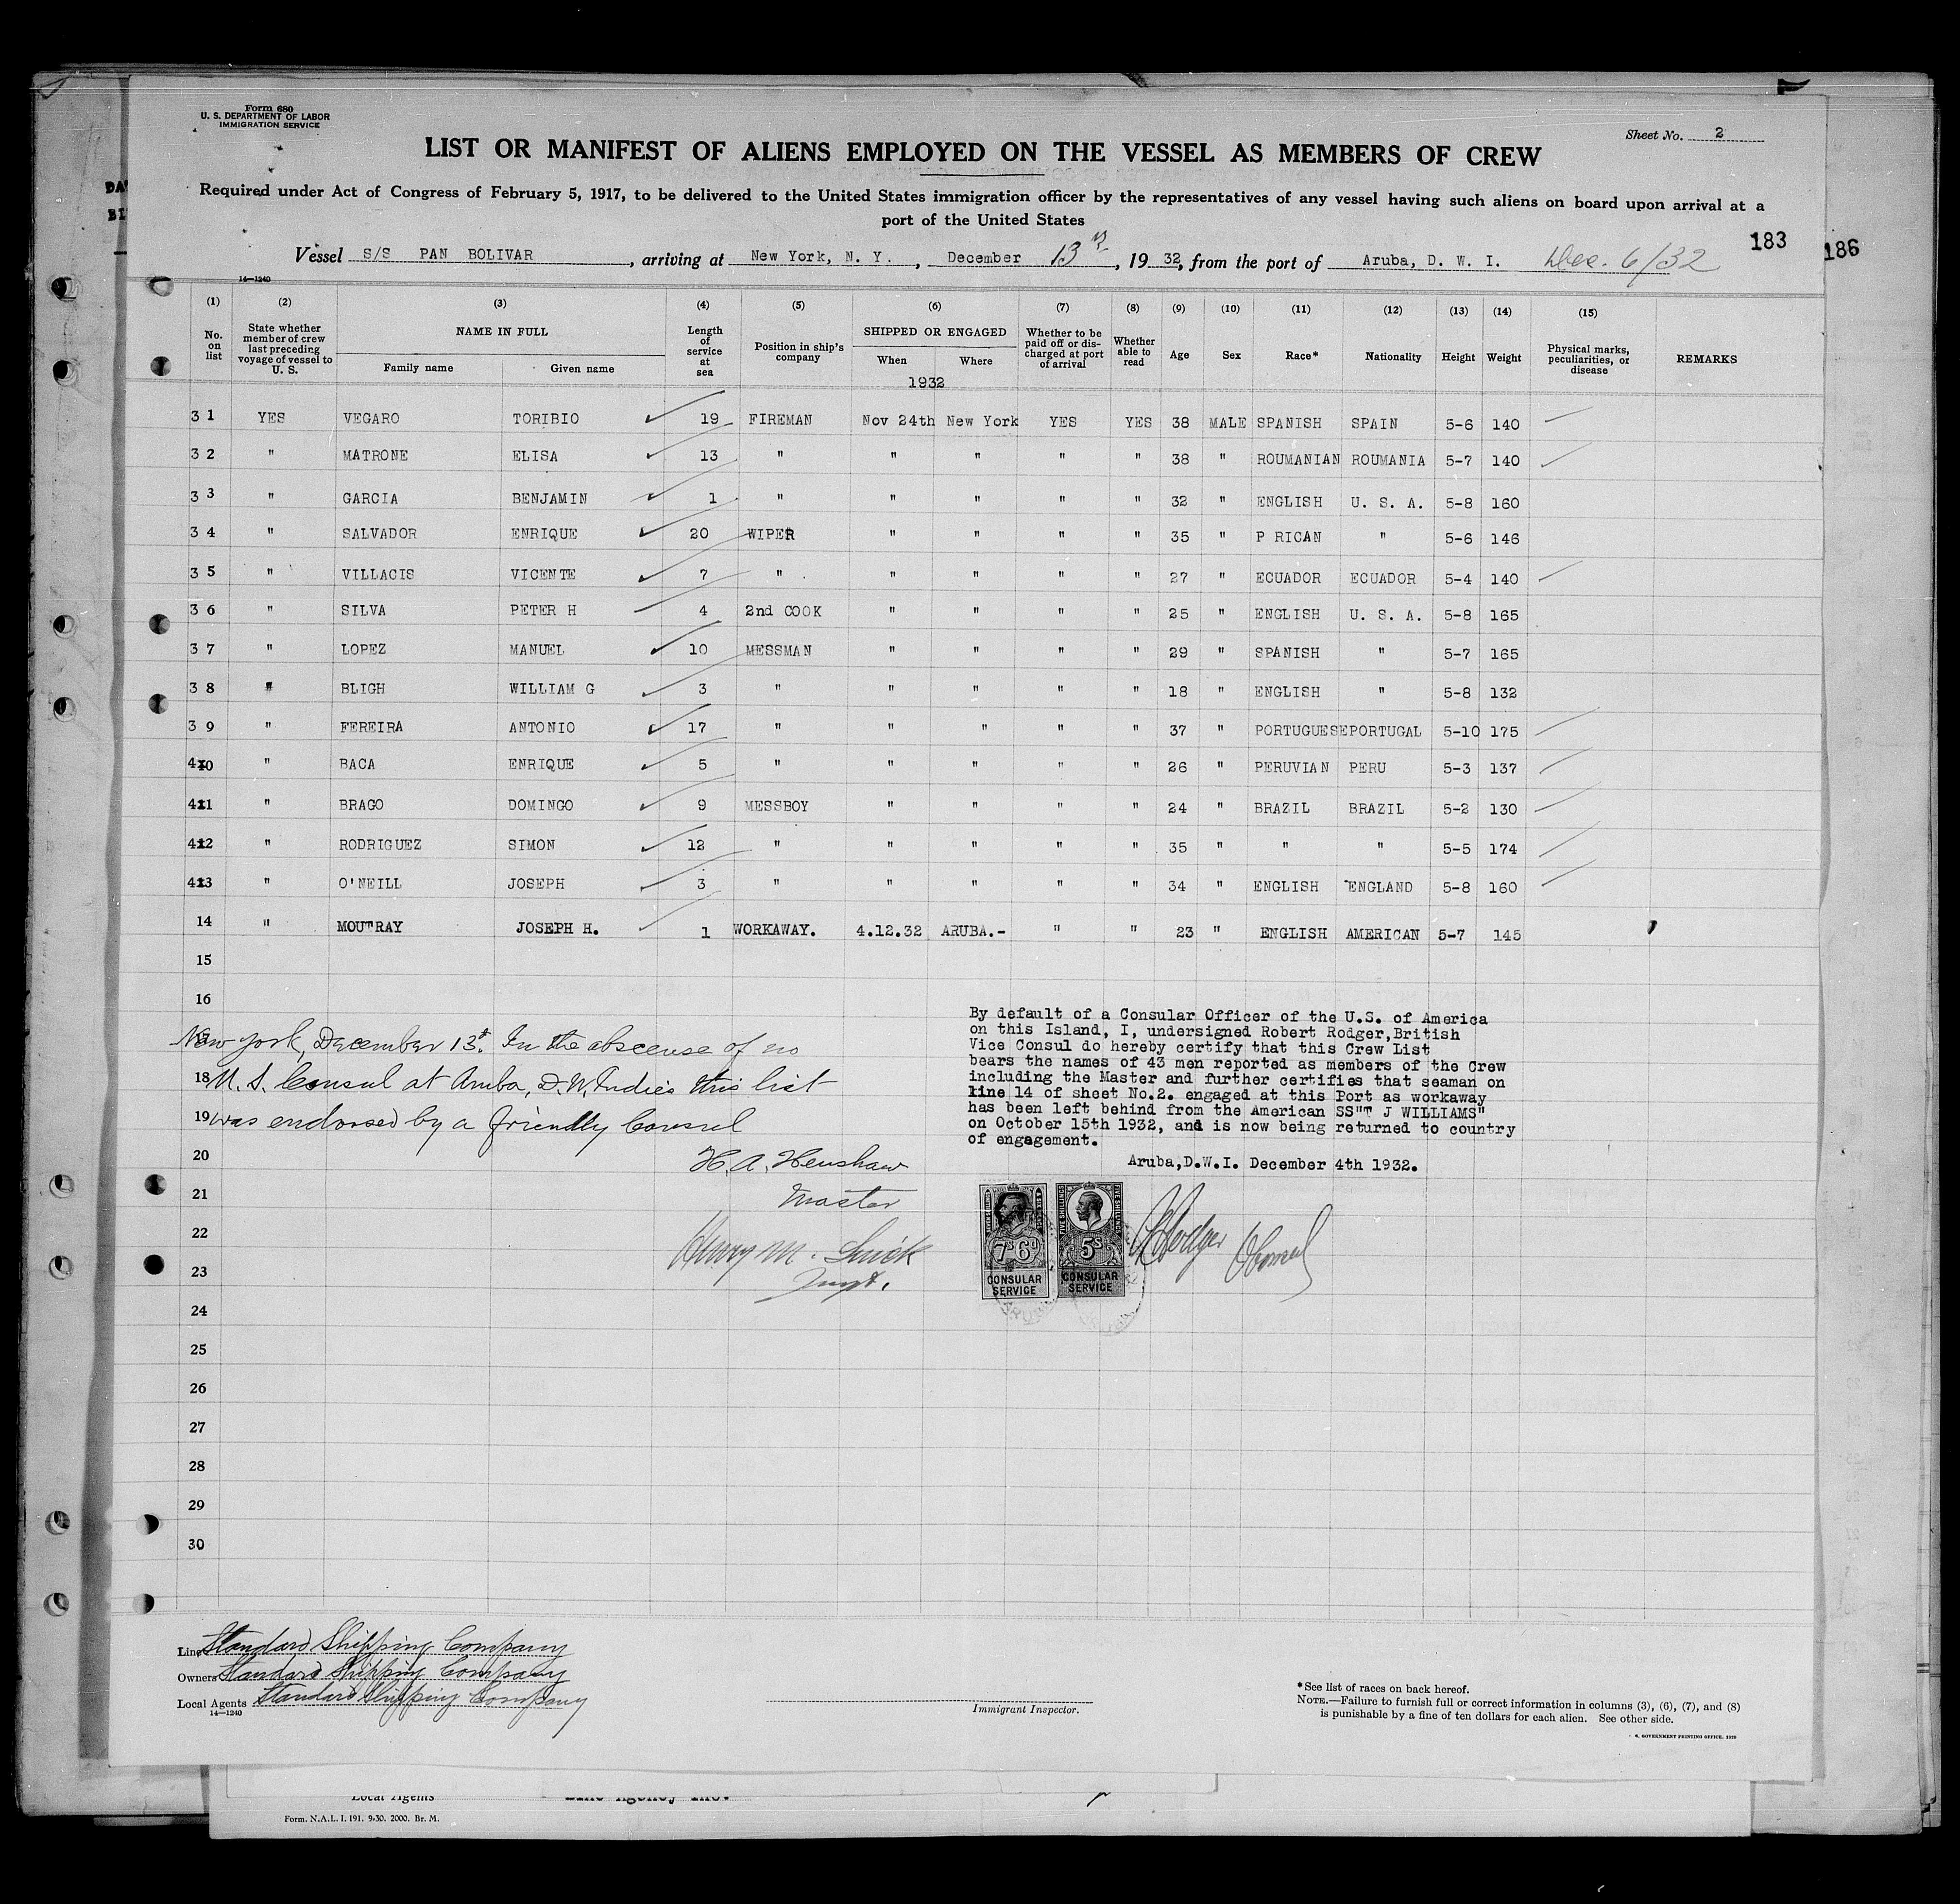 Form 680
U. S. DEPARTMENT OF LABOR
IMMIGRATION SERVICE
Sheet No. 2
LIST OR MANIFEST OF ALIENS EMPLOYED ON THE VESSEL AS MEMBERS OF CREW
Required under Act of Congress of February 5, 1917, to be delivered to the United States immigration officer by the representatives of any vessel having such aliens on board upon arrival at a
port of the United States
183
186
Vessel S/S PAN BOLIVAR, arriving at New York, N. Y., December 13th, 1932, from the port of Aruba, D. W. I. Dec. 6/32
14—1240
(1) (2) (3) (4) (5) (6) (7) (8) (9) (10) (11) (12) (13) (14) (15)
No. on list State whether member of crew last preceding voyage of vessel to U. S. NAME IN FULL Family name Given name Length of service at sea Position in ship's company SHIPPED OR ENGAGED When Where Whether to be paid off or discharged at port of arrival Whether able to read Age Sex Race* Nationality Height Weight Physical marks, peculiarities, or disease REMARKS
1932
31 YES VEGARO TORIBIO 19 FIREMAN Nov 24th New York YES YES 38 MALE SPANISH SPAIN 5-6 140
32 " MATRONE ELISA 13 " " " " " 38 " ROUMANIAN ROUMANIA 5-7 140
33 " GARCIA BENJAMIN 1 " " " " " 32 " ENGLISH U. S. A. 5-8 160
34 " SALVADOR ENRIQUE 20 WIPER " " " " 35 " P RICAN " 5-6 146
35 " VILLACIS VICENTE 7 " " " " " 27 " ECUADOR ECUADOR 5-4 140
36 " SILVA PETER H 4 2nd COOK " " " " 25 " ENGLISH U. S. A. 5-8 165
37 " LOPEZ MANUEL 10 MESSMAN " " " " 29 " SPANISH " 5-7 165
38 " BLIGH WILLIAM G 3 " " " " " 18 " ENGLISH " 5-8 132
39 " FEREIRA ANTONIO 17 " " " " " 37 " PORTUGUESE PORTUGAL 5-10 175
40 " BACA ENRIQUE 5 " " " " " 26 " PERUVIAN PERU 5-3 137
41 " BRAGO DOMINGO 9 MESSBOY " " " " 24 " BRAZIL BRAZIL 5-2 130
42 " RODRIGUEZ SIMON 12 " " " " " 35 " " " 5-5 174
43 " O'NEILL JOSEPH 3 " " " " " 34 " ENGLISH ENGLAND 5-8 160
14 " MOUTRAY JOSEPH H. 1 WORKAWAY. 4.12.32 ARUBA.- " " 23 " ENGLISH AMERICAN 5-7 145
15
16
New York, December 13th. In the abscense of no
18 U. S. Consul at Aruba, D. W. Indies this list
19 was endorsed by a friendly Consul
20 H. A. Henshaw
21 Master
22
23
24
25
26
27
28
29
30
By default of a Consular Officer of the U.S. of America
on this Island, I, undersigned Robert Rodger,British
Vice Consul do hereby certify that this Crew List
bears the names of 43 men reported as members of the Crew
including the Master and further certifies that seaman on
line 14 of sheet No.2. engaged at this Port as workaway
has been left behind from the American SS"T J WILLIAMS"
on October 15th 1932, and is now being returned to country
of engagement.
Aruba,D.W.I. December 4th 1932.
7s 6d
CONSULAR
SERVICE
FIVE SHILLINGS
5s
CONSULAR
SERVICE
Line Standard Shipping Company
Owners Standard Shipping Company
Local Agents Standard Shipping Company
14—1240
Immigrant Inspector.
*See list of races on back hereof.
NOTE.—Failure to furnish full or correct information in columns (3), (6), (7), and (8)
is punishable by a fine of ten dollars for each alien. See other side.
Local Agents
Form. N.A.L. I. 191. 9-30. 2000. Br. M.